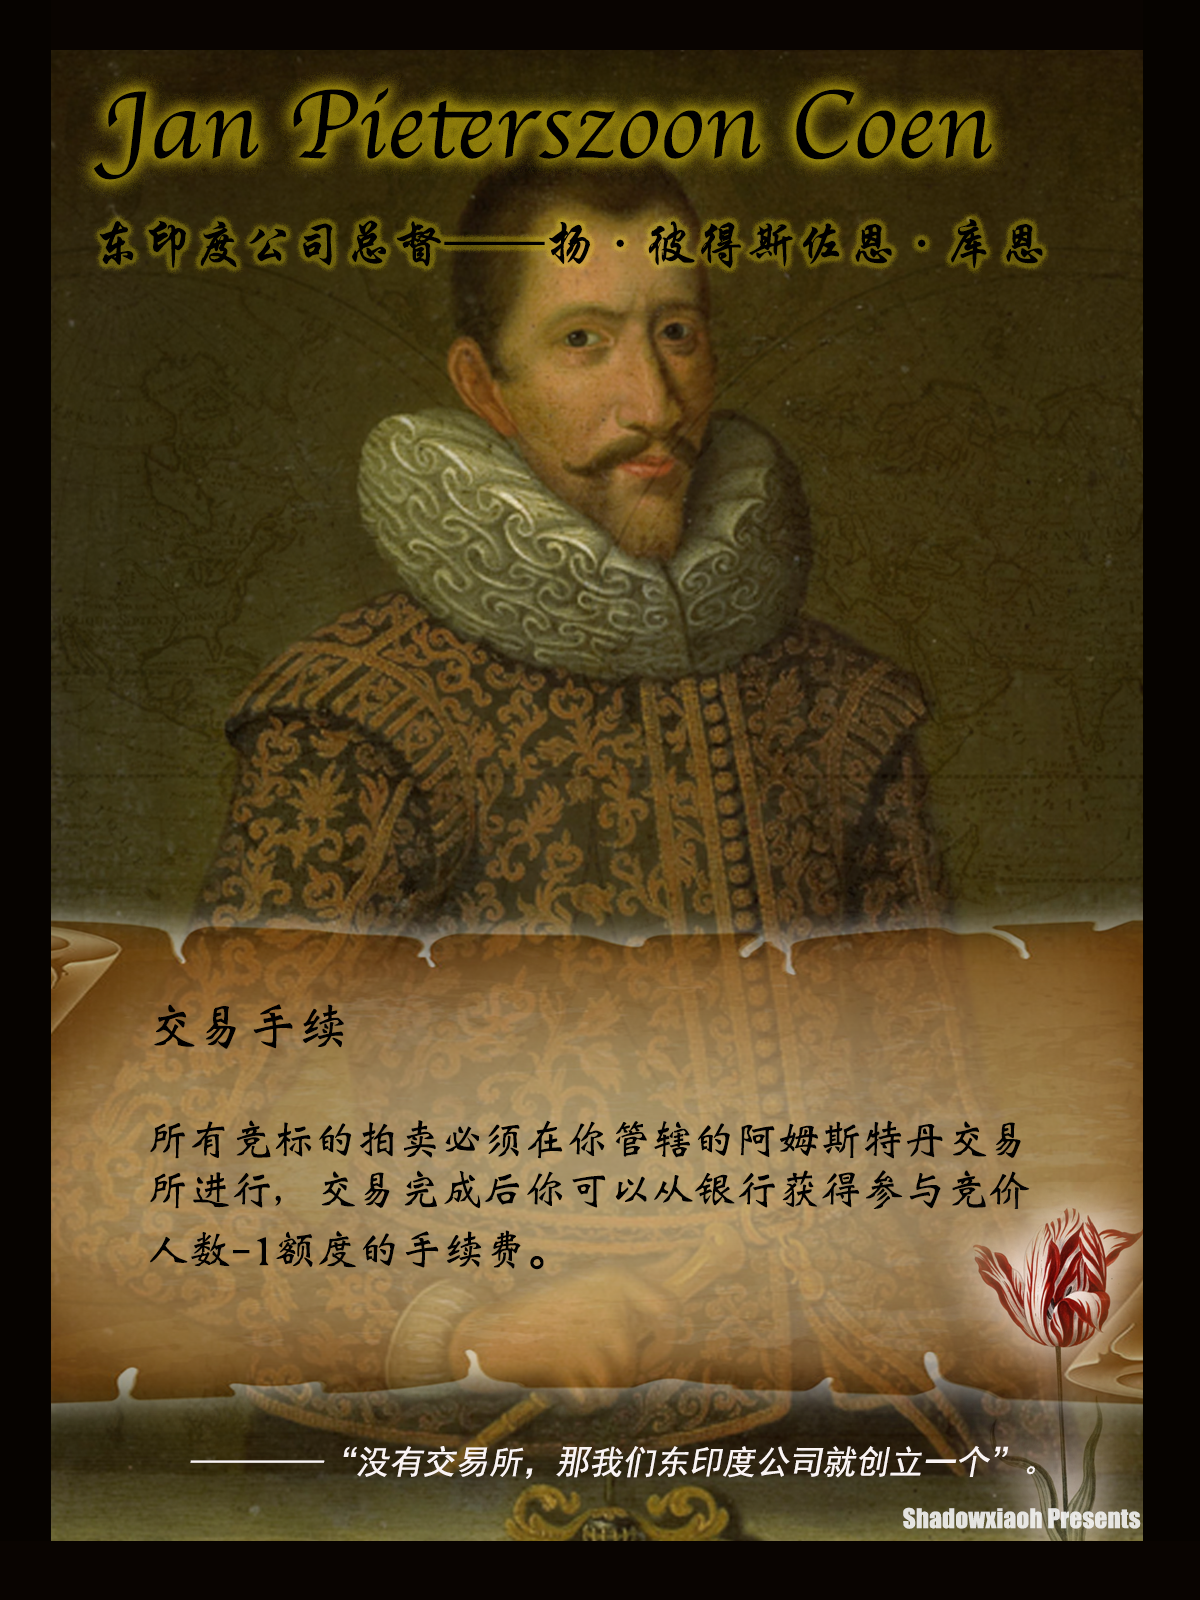 Jan Pieterszoon Coen
东印度公司总督——扬·彼得斯佐恩·库恩
交易手续
所有竞标的拍卖必须在你管辖的阿姆斯特丹交易
所进行，交易完成后你可以从银行获得参与竞价
人数-1额度的手续费。
————“没有交易所，那我们东印度公司就创立一个”。
Shadowxiaoh Presents